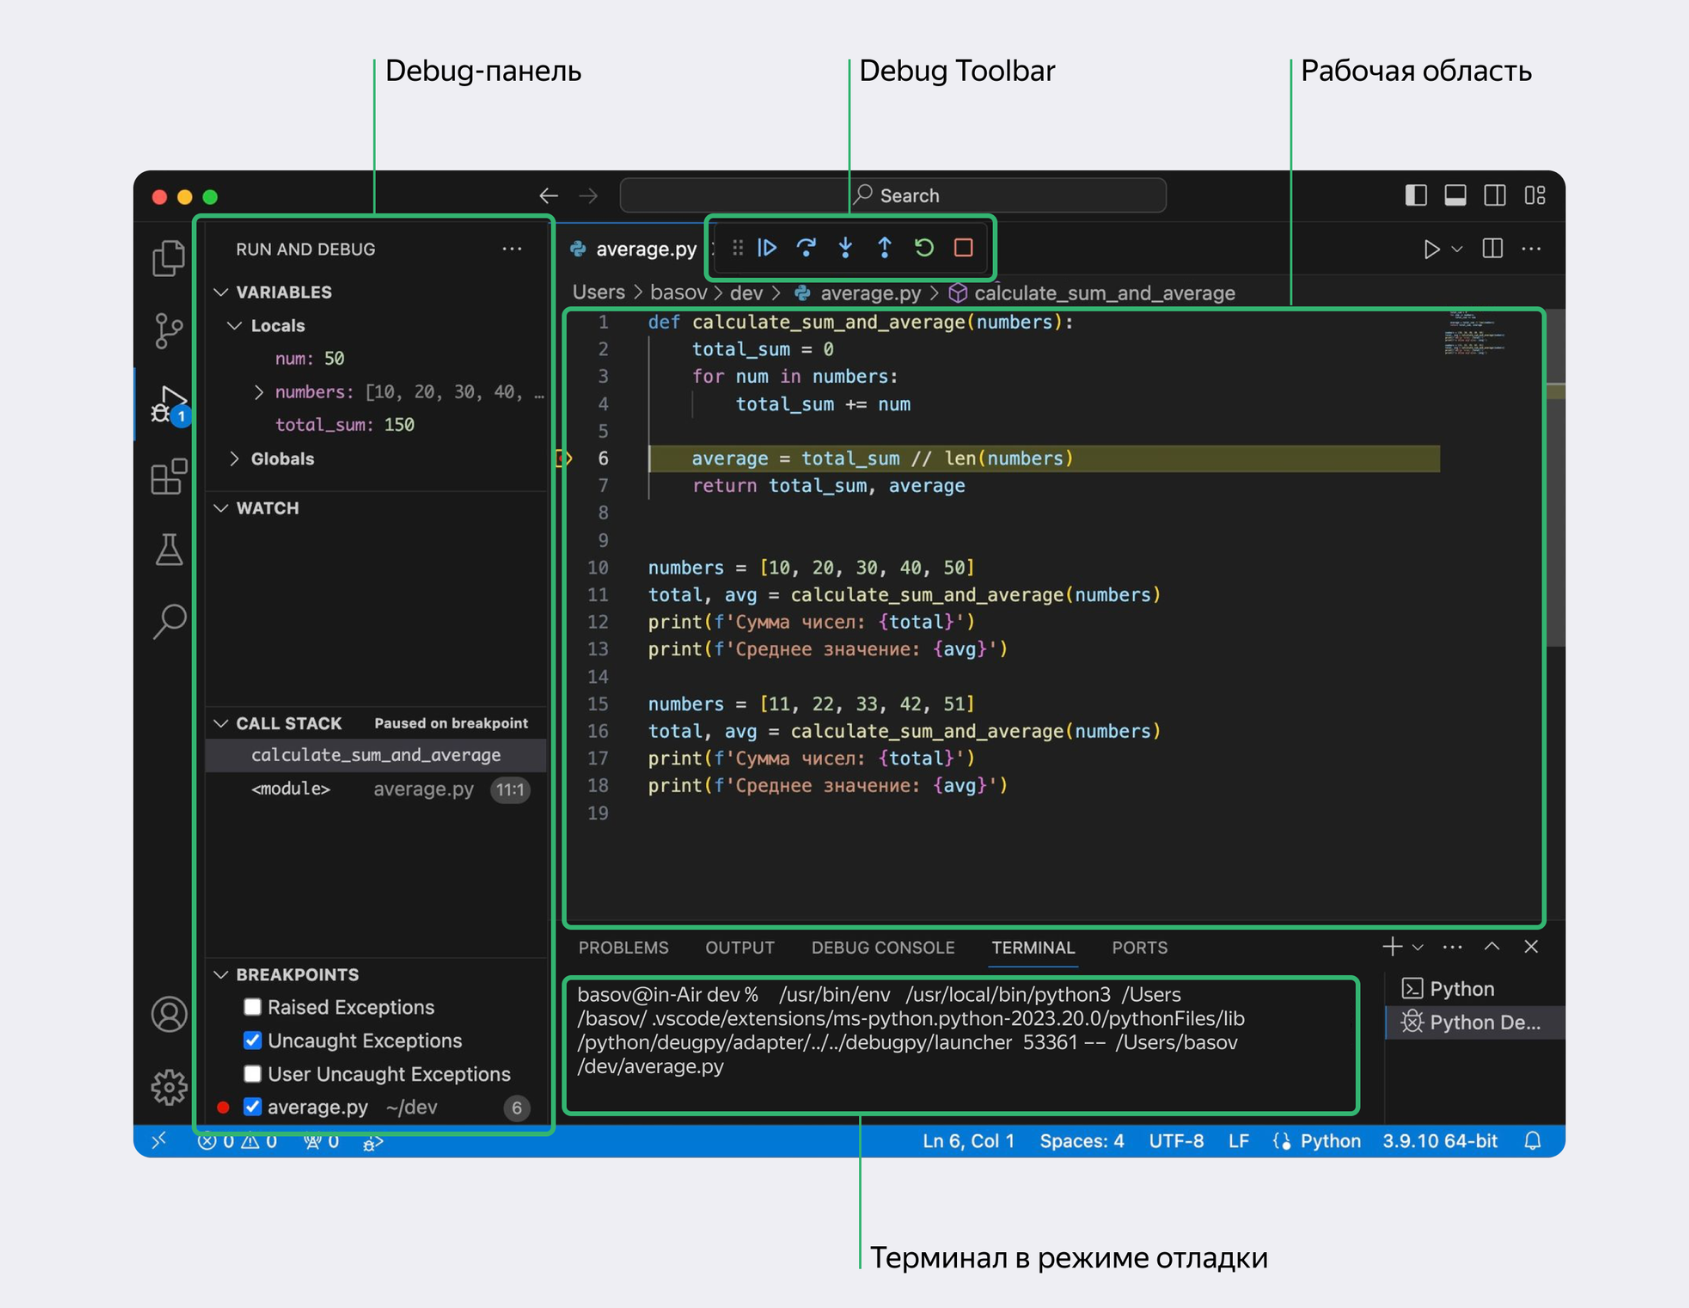 Debug-панель
Debug Toolbar
Рабочая область
Search
RUN AND DEBUG
average.py
Users > basov > dev > average.py > calculate_sum_and_average
VARIABLES
Locals
num: 50
numbers: [10, 20, 30, 40, …
total_sum: 150
Globals
WATCH
CALL STACK Paused on breakpoint
calculate_sum_and_average
<module> average.py 11:1
BREAKPOINTS
Raised Exceptions
Uncaught Exceptions
User Uncaught Exceptions
average.py ~/dev 6
1
1 def calculate_sum_and_average(numbers):
2 total_sum = 0
3 for num in numbers:
4 total_sum += num
5
6 average = total_sum // len(numbers)
7 return total_sum, average
8
9
10 numbers = [10, 20, 30, 40, 50]
11 total, avg = calculate_sum_and_average(numbers)
12 print(f'Сумма чисел: {total}')
13 print(f'Среднее значение: {avg}')
14
15 numbers = [11, 22, 33, 42, 51]
16 total, avg = calculate_sum_and_average(numbers)
17 print(f'Сумма чисел: {total}')
18 print(f'Среднее значение: {avg}')
19
PROBLEMS OUTPUT DEBUG CONSOLE TERMINAL PORTS
basov@in-Air dev % /usr/bin/env /usr/local/bin/python3 /Users
/basov/ .vscode/extensions/ms-python.python-2023.20.0/pythonFiles/lib
/python/deugpy/adapter/../../debugpy/launcher 53361 -- /Users/basov
/dev/average.py
Python
Python De...
0 0 0
Ln 6, Col 1 Spaces: 4 UTF-8 LF Python 3.9.10 64-bit
Терминал в режиме отладки